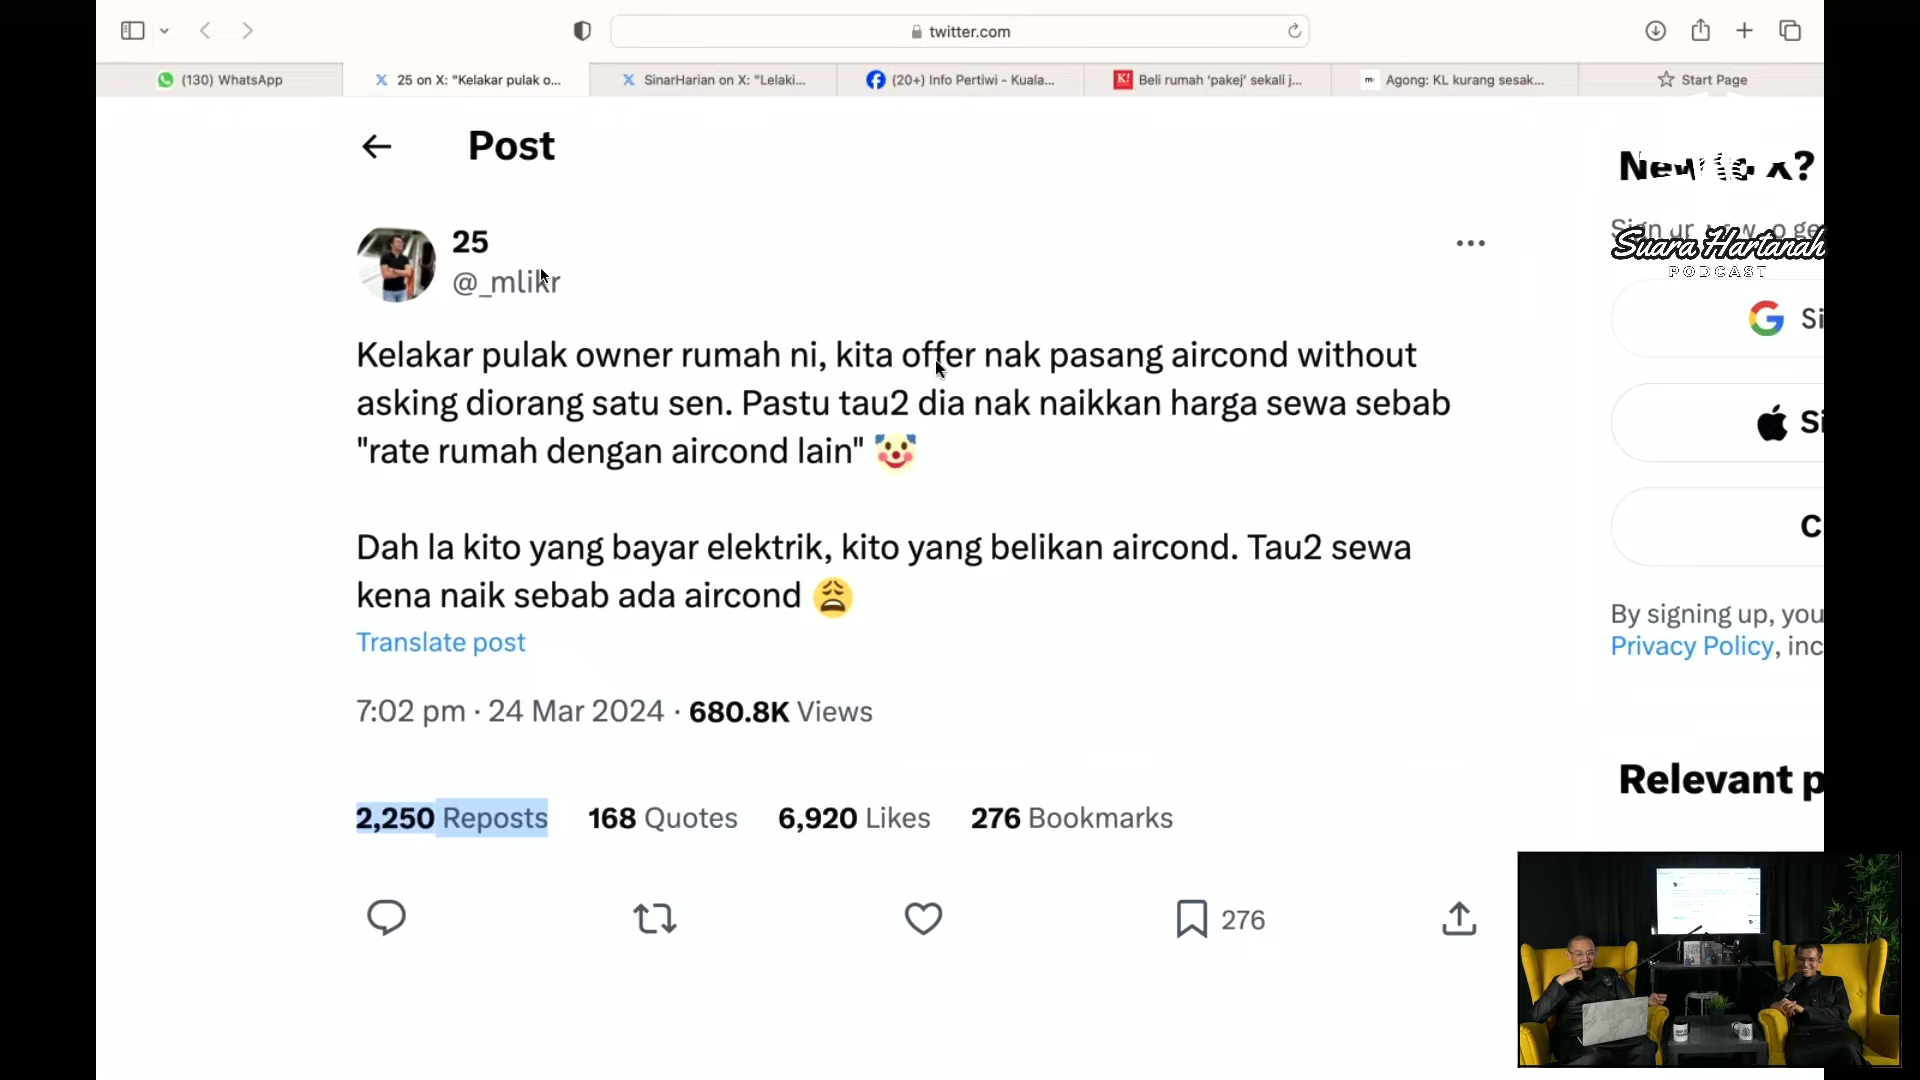 twitter.com
(130) WhatsApp
25 on X: "Kelakar pulak o...
SinarHarian on X: "Lelaki...
(20+) Info Pertiwi - Kuala...
Beli rumah ‘pakej’ sekali j...
Agong: KL kurang sesak...
Start Page
Post
25
@_mlikr
Kelakar pulak owner rumah ni, kita offer nak pasang aircond without
asking diorang satu sen. Pastu tau2 dia nak naikkan harga sewa sebab
"rate rumah dengan aircond lain" 🤡
Dah la kito yang bayar elektrik, kito yang belikan aircond. Tau2 sewa
kena naik sebab ada aircond 😩
Translate post
7:02 pm · 24 Mar 2024 · 680.8K Views
2,250 Reposts 168 Quotes 6,920 Likes 276 Bookmarks
276
X?
Suara Hartanah
PODCAST
Si
Si
C
By signing up, you
Privacy Policy, inc
Relevant p